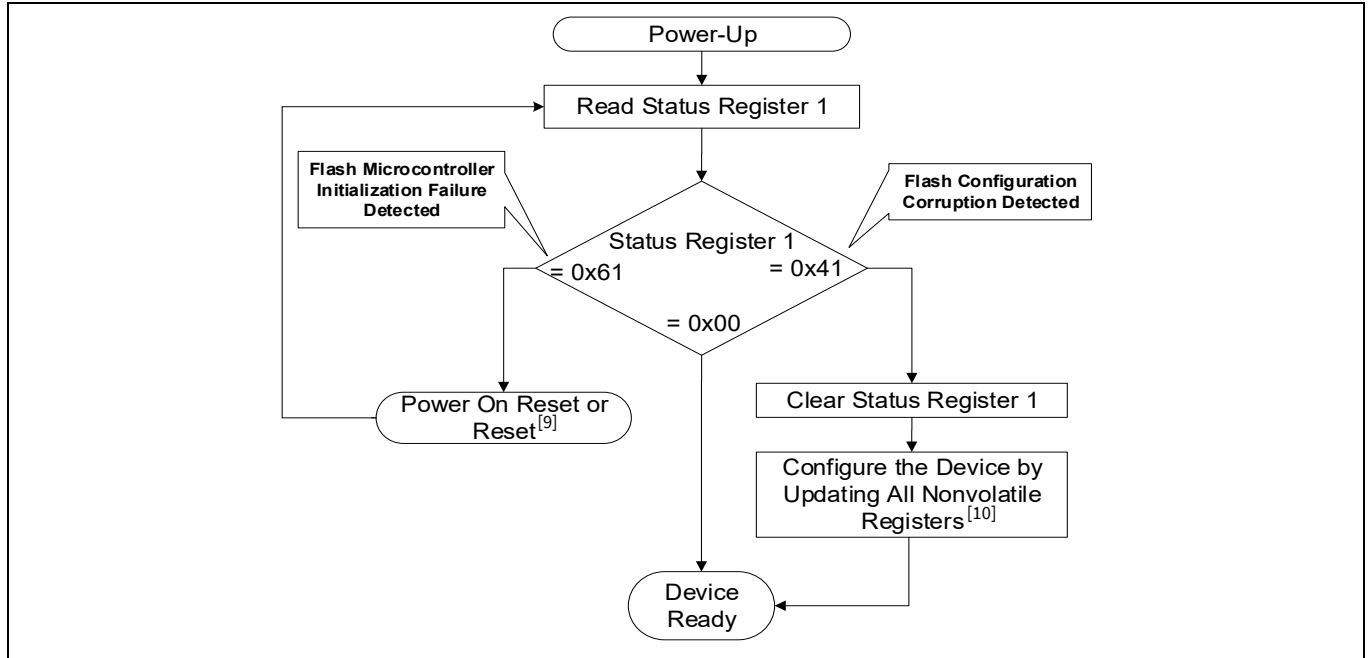 Power-Up
Read Status Register 1
Flash Microcontroller
Initialization Failure
Detected
Flash Configuration
Corruption Detected
Status Register 1
= 0x61
= 0x41
= 0x00
Power On Reset or
Reset[9]
Clear Status Register 1
Configure the Device by
Updating All Nonvolatile
Registers[10]
Device
Ready